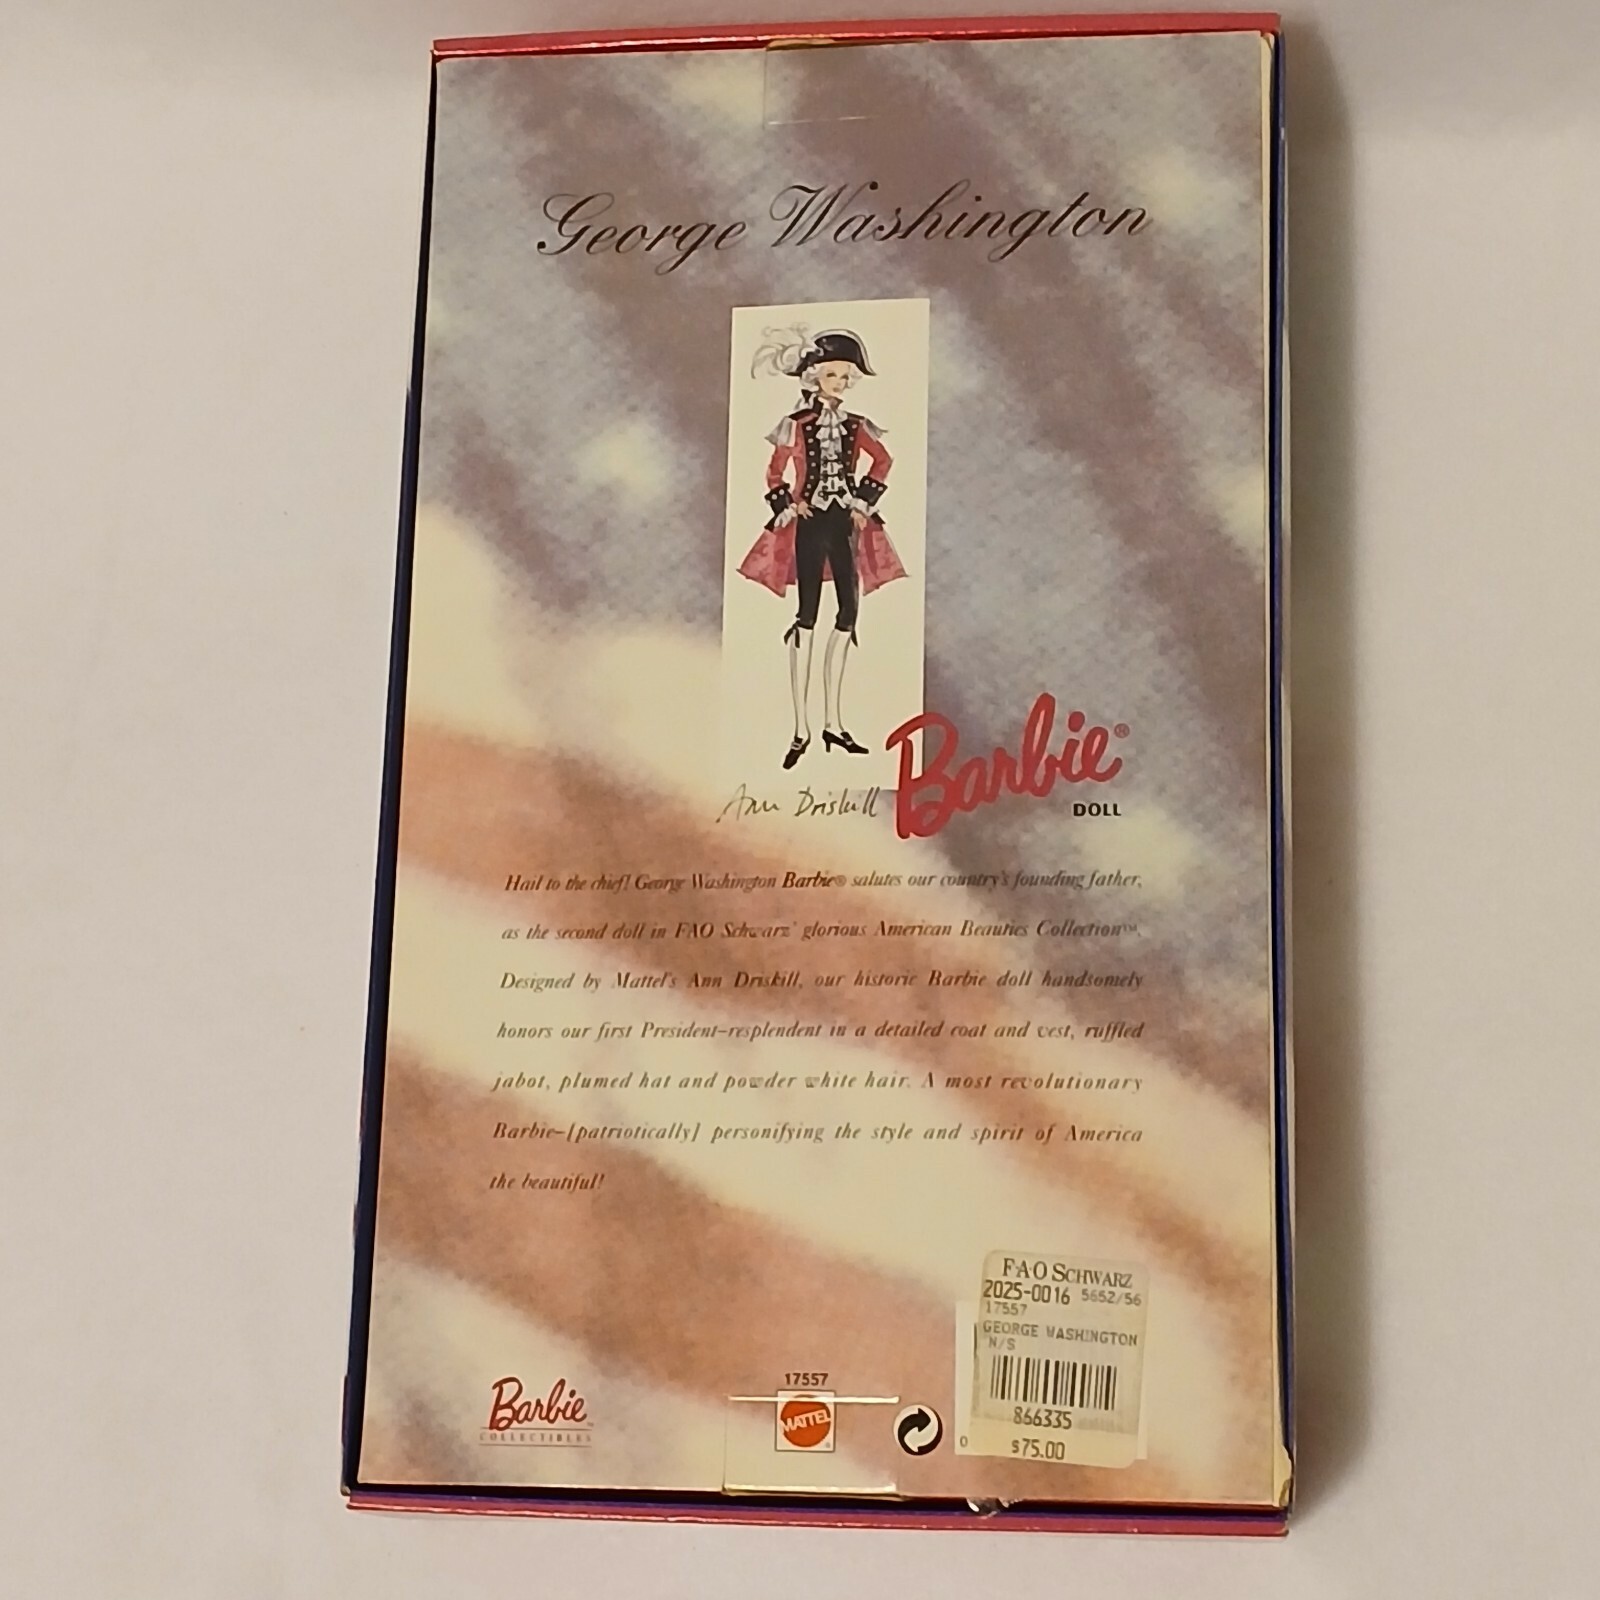 George Washington
Ann Driskill
Barbie®
DOLL
Hail to the chief! George Washington Barbie® salutes our country's founding father,
as the second doll in FAO Schwarz' glorious American Beauties Collection™.
Designed by Mattel's Ann Driskill, our historic Barbie doll handsomely
honors our first President–resplendent in a detailed coat and vest, ruffled
jabot, plumed hat and powder white hair. A most revolutionary
Barbie–[patriotically] personifying the style and spirit of America
the beautiful!
F·A·O SCHWARZ
2025-0016 5652/56
17557
GEORGE WASHINGTON
N/S
866335
$75.00
0
17557
MATTEL®
Barbie™
COLLECTIBLES